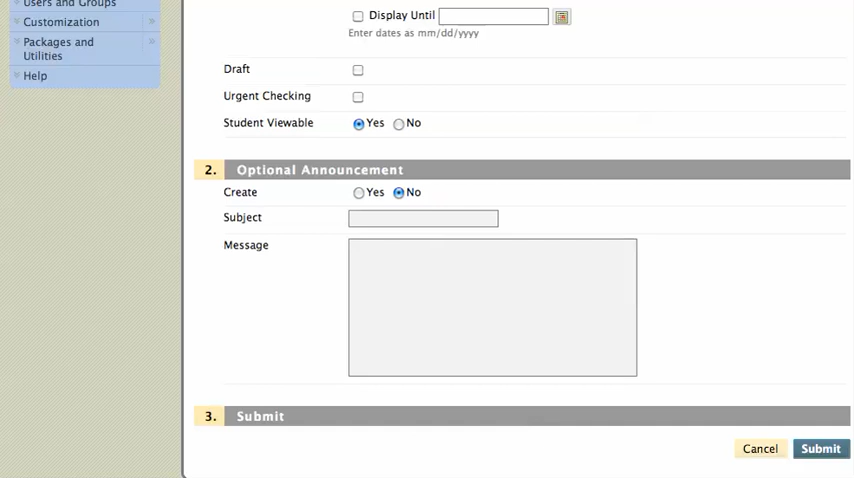 Users and Groups
Customization
Packages and
Utilities
Help
Display Until
Enter dates as mm/dd/yyyy
Draft
Urgent Checking
Student Viewable Yes No
2. Optional Announcement
Create Yes No
Subject
Message
3. Submit
Cancel Submit